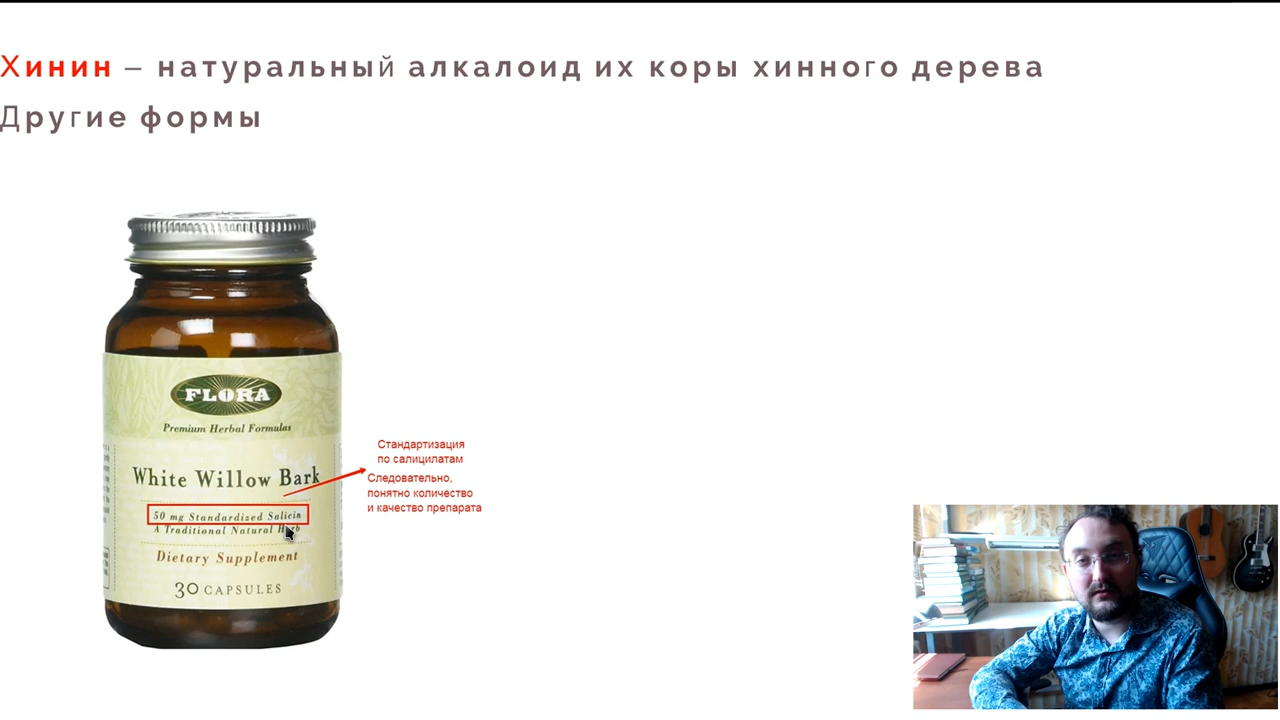 Хинин – натуральный алкалоид их коры хинного дерева
Другие формы
FLORA
Premium Herbal Formulas
White Willow Bark
50 mg Standardized Salicin
A Traditional Natural Herb
Dietary Supplement
30 CAPSULES
Стандартизация
по салицилатам
Следовательно,
понятно количество
и качество препарата